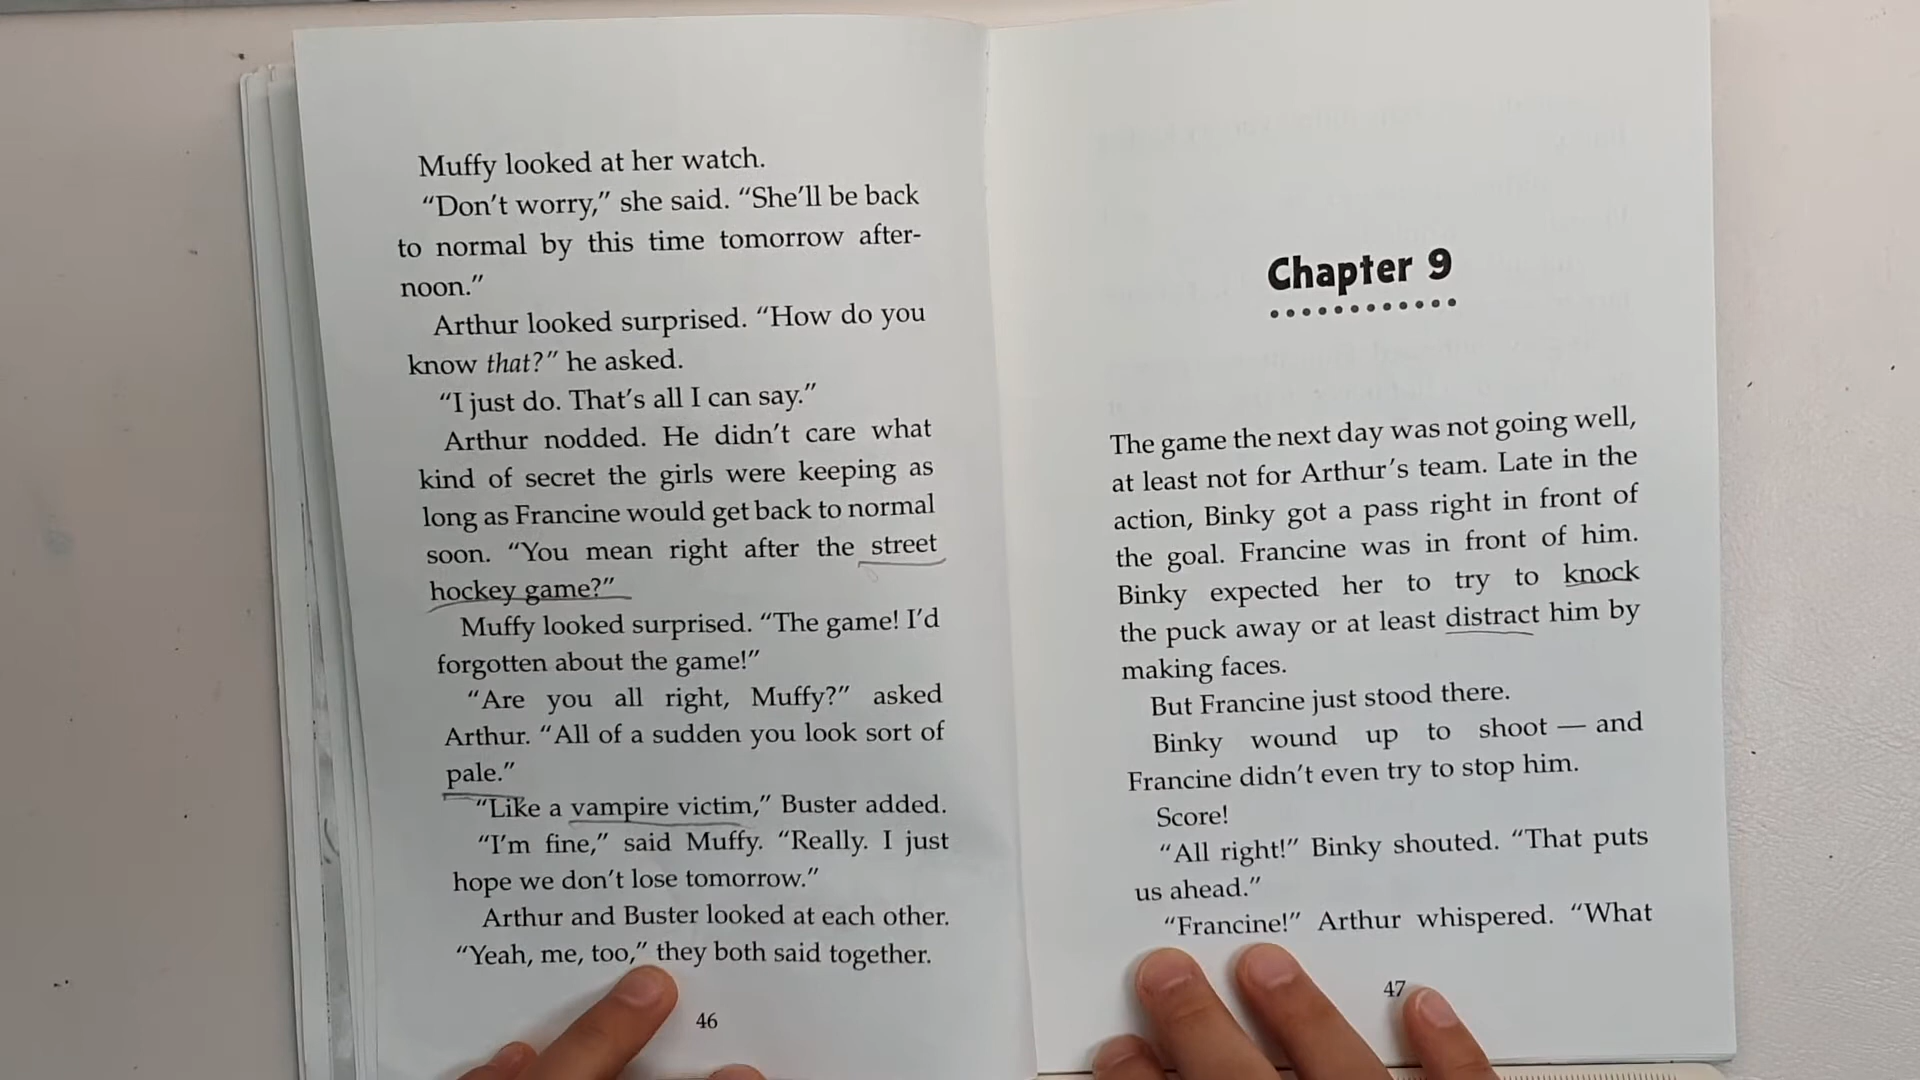 Muffy looked at her watch.
“Don’t worry,” she said. “She’ll be back
to normal by this time tomorrow after-
noon.”
Arthur looked surprised. “How do you
know that?” he asked.
“I just do. That’s all I can say.”
Arthur nodded. He didn’t care what
kind of secret the girls were keeping as
long as Francine would get back to normal
soon. “You mean right after the street
hockey game?”
Muffy looked surprised. “The game! I’d
forgotten about the game!”
“Are you all right, Muffy?” asked
Arthur. “All of a sudden you look sort of
pale.”
“Like a vampire victim,” Buster added.
“I’m fine,” said Muffy. “Really. I just
hope we don’t lose tomorrow.”
Arthur and Buster looked at each other.
“Yeah, me, too,” they both said together.
46
Chapter 9
The game the next day was not going well,
at least not for Arthur’s team. Late in the
action, Binky got a pass right in front of
the goal. Francine was in front of him.
Binky expected her to try to knock
the puck away or at least distract him by
making faces.
But Francine just stood there.
Binky wound up to shoot — and
Francine didn’t even try to stop him.
Score!
“All right!” Binky shouted. “That puts
us ahead.”
“Francine!” Arthur whispered. “What
47